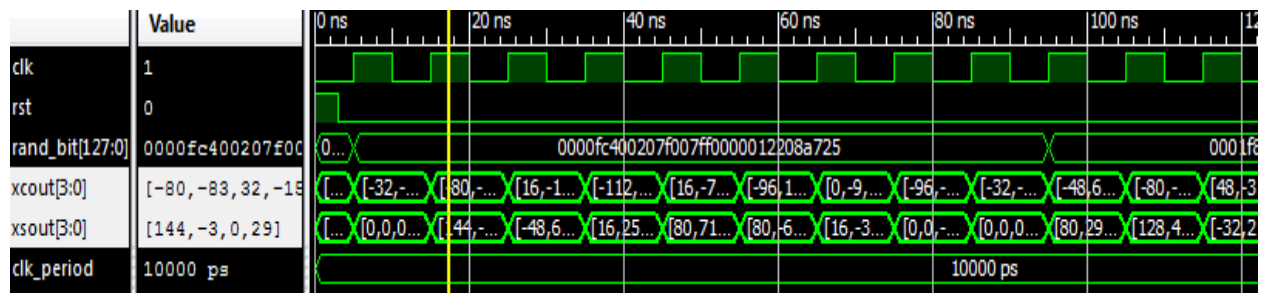 Value 0 ns 20 ns 40 ns 60 ns 80 ns 100 ns 12
clk 1
rst 0
rand_bit[127:0] 0000fc400207f00 0... 0000fc400207f007ff0000012208a725 0001f8
xcout[3:0] [-80,-83,32,-15 [... [-32,-... [-80,-... [16,-1... [-112,... [16,-7... [-96,1... [0,-9,... [-96,-... [-32,-... [-48,6... [-80,-... [48,-3
xsout[3:0] [144,-3,0,29] [... [0,0,0... [144,-... [-48,6... [16,25... [80,71... [80,-6... [16,-3... [0,0,-... [0,0,0... [80,29... [128,4... [-32,2
clk_period 10000 ps 10000 ps